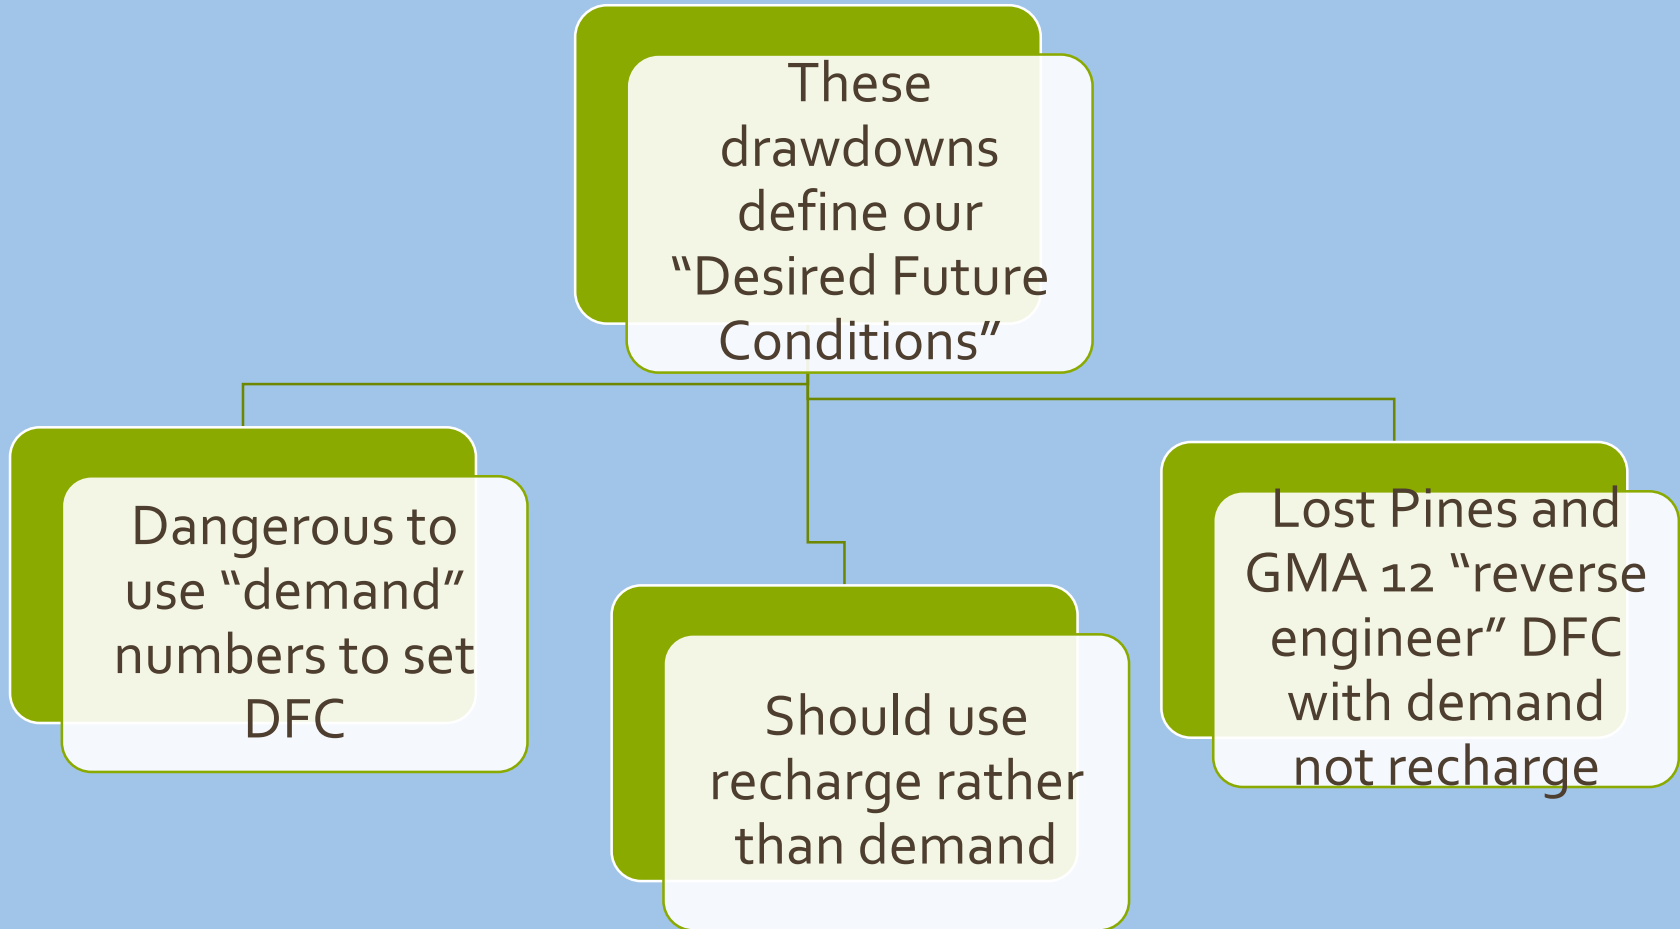 These
drawdowns
define our
“Desired Future
Conditions”
Dangerous to
use “demand”
numbers to set
DFC
Should use
recharge rather
than demand
Lost Pines and
GMA 12 “reverse
engineer” DFC
with demand
not recharge